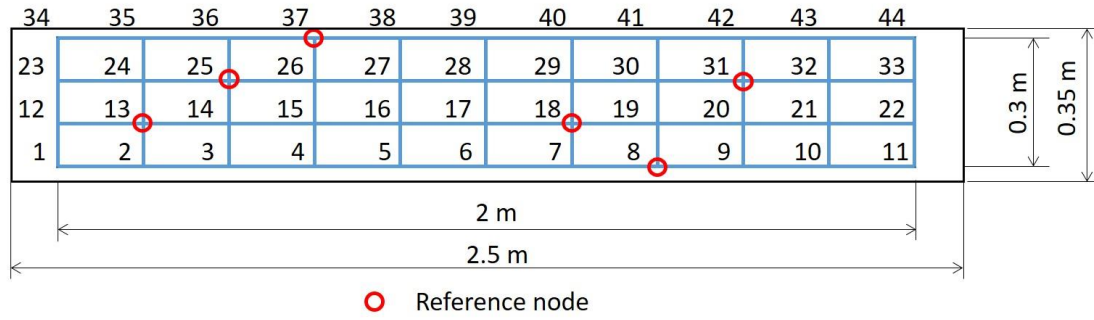 34 35 36 37 38 39 40 41 42 43 44
23 24 25 26 27 28 29 30 31 32 33
12 13 14 15 16 17 18 19 20 21 22
1 2 3 4 5 6 7 8 9 10 11
0.3 m
0.35 m
2 m
2.5 m
Reference node